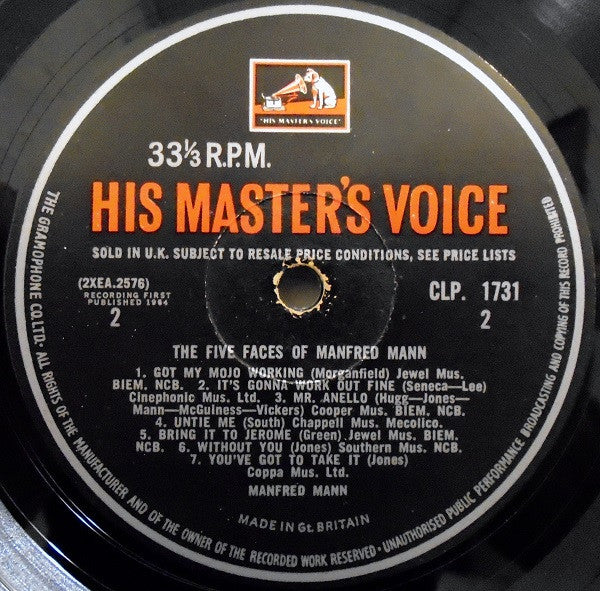 "HIS MASTER'S VOICE"
33⅓ R.P.M.
HIS MASTER'S VOICE
SOLD IN U.K. SUBJECT TO RESALE PRICE CONDITIONS, SEE PRICE LISTS
(2XEA.2576)
RECORDING FIRST
PUBLISHED 1964
2
CLP. 1731
2
THE FIVE FACES OF MANFRED MANN
1. GOT MY MOJO WORKING (Morganfield) Jewel Mus.
BIEM. NCB. 2. IT'S GONNA WORK OUT FINE (Seneca—Lee)
Cinephonic Mus. Ltd. 3. MR. ANELLO (Hugg—Jones—
Mann—McGuiness—Vickers) Cooper Mus. BIEM. NCB.
4. UNTIE ME (South) Chappell Mus. Mecolico.
5. BRING IT TO JEROME (Green) Jewel Mus. BIEM.
NCB. 6. WITHOUT YOU (Jones) Southern Mus. NCB.
7. YOU'VE GOT TO TAKE IT (Jones)
Coppa Mus. Ltd.
MANFRED MANN
MADE IN Gt. BRITAIN
THE GRAMOPHONE CO. LTD. · ALL RIGHTS OF THE MANUFACTURER AND OF THE OWNER OF THE RECORDED WORK RESERVED · UNAUTHORISED PUBLIC PERFORMANCE BROADCASTING AND COPYING OF THIS RECORD PROHIBITED